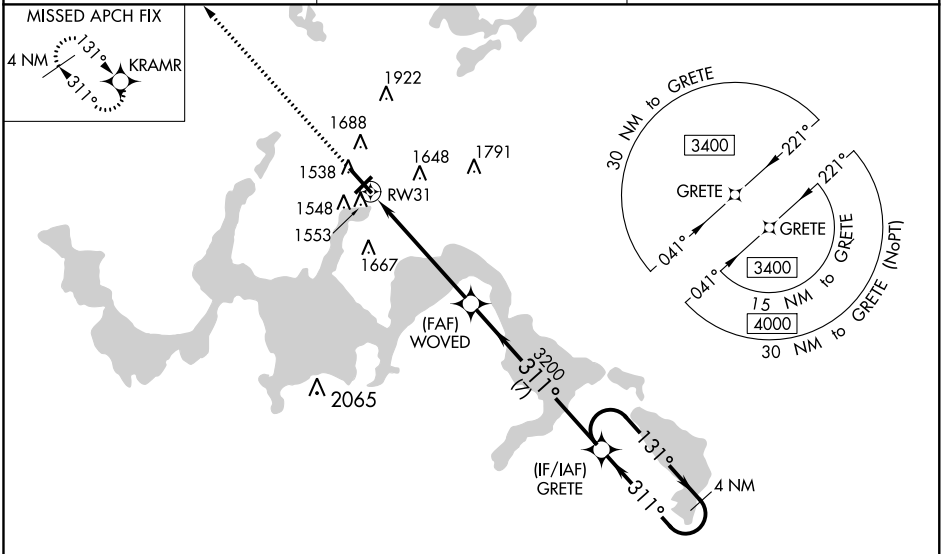 MISSED APCH FIX
4 NM
131°
311°
KRAMR
1922
1688
1538
1648
1791
RW31
1548
1553
1667
2065
(FAF)
WOVED
3200
311°
(7)
(IF/IAF)
GRETE
131°
311°
4 NM
30 NM to GRETE
3400
221°
GRETE
041°
221°
GRETE
041°
3400
15 NM to GRETE
4000
30 NM to GRETE (NoPT)